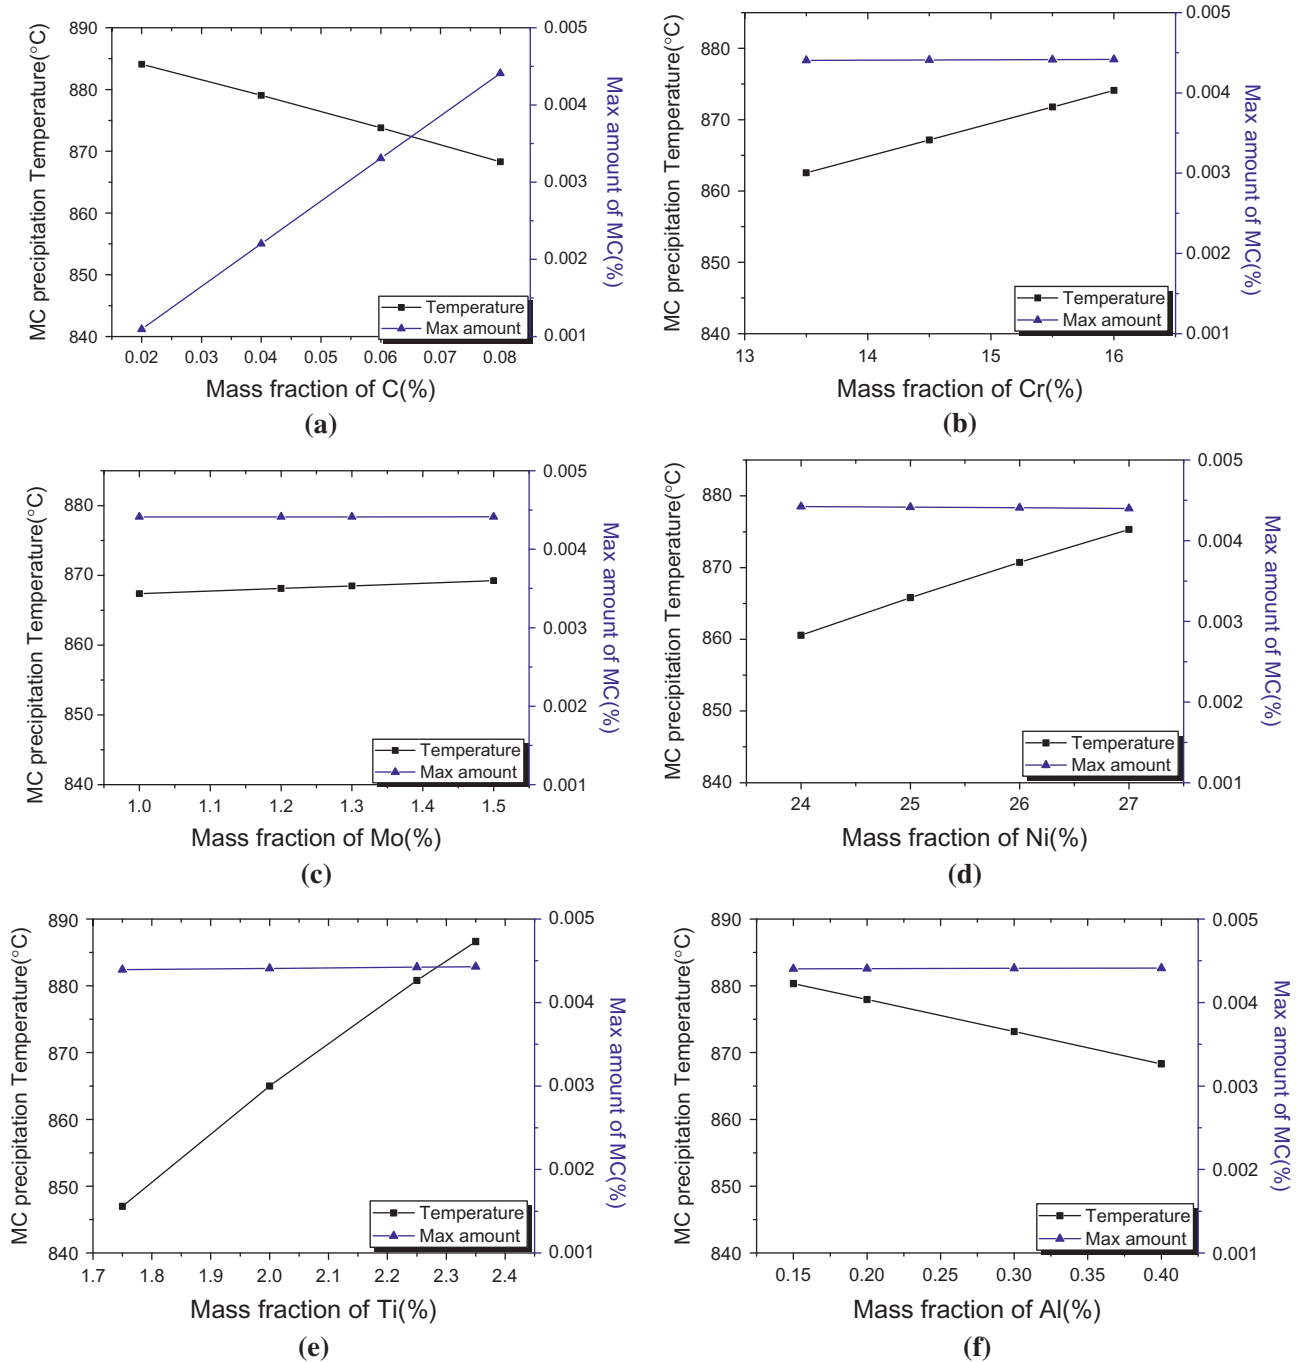 890
880
870
860
850
840
MC precipitation Temperature(°C)
0.005
0.004
0.003
0.002
0.001
Max amount of MC(%)
Temperature
Max amount
0.02 0.03 0.04 0.05 0.06 0.07 0.08
Mass fraction of C(%)
(a)
880
870
860
850
840
MC precipitation Temperature(°C)
0.005
0.004
0.003
0.002
0.001
Max amount of MC(%)
Temperature
Max amount
13 14 15 16
Mass fraction of Cr(%)
(b)
880
870
860
850
840
MC precipitation Temperature(°C)
0.005
0.004
0.003
0.002
0.001
Max amount of MC(%)
Temperature
Max amount
1.0 1.1 1.2 1.3 1.4 1.5
Mass fraction of Mo(%)
(c)
880
870
860
850
840
MC precipitation Temperature(°C)
0.005
0.004
0.003
0.002
0.001
Max amount of MC(%)
Temperature
Max amount
24 25 26 27
Mass fraction of Ni(%)
(d)
890
880
870
860
850
840
MC precipitation Temperature(°C)
0.005
0.004
0.003
0.002
0.001
Max amount of MC(%)
Temperature
Max amount
1.7 1.8 1.9 2.0 2.1 2.2 2.3 2.4
Mass fraction of Ti(%)
(e)
890
880
870
860
850
840
MC precipitation Temperature(°C)
0.005
0.004
0.003
0.002
0.001
Max amount of MC(%)
Temperature
Max amount
0.15 0.20 0.25 0.30 0.35 0.40
Mass fraction of Al(%)
(f)